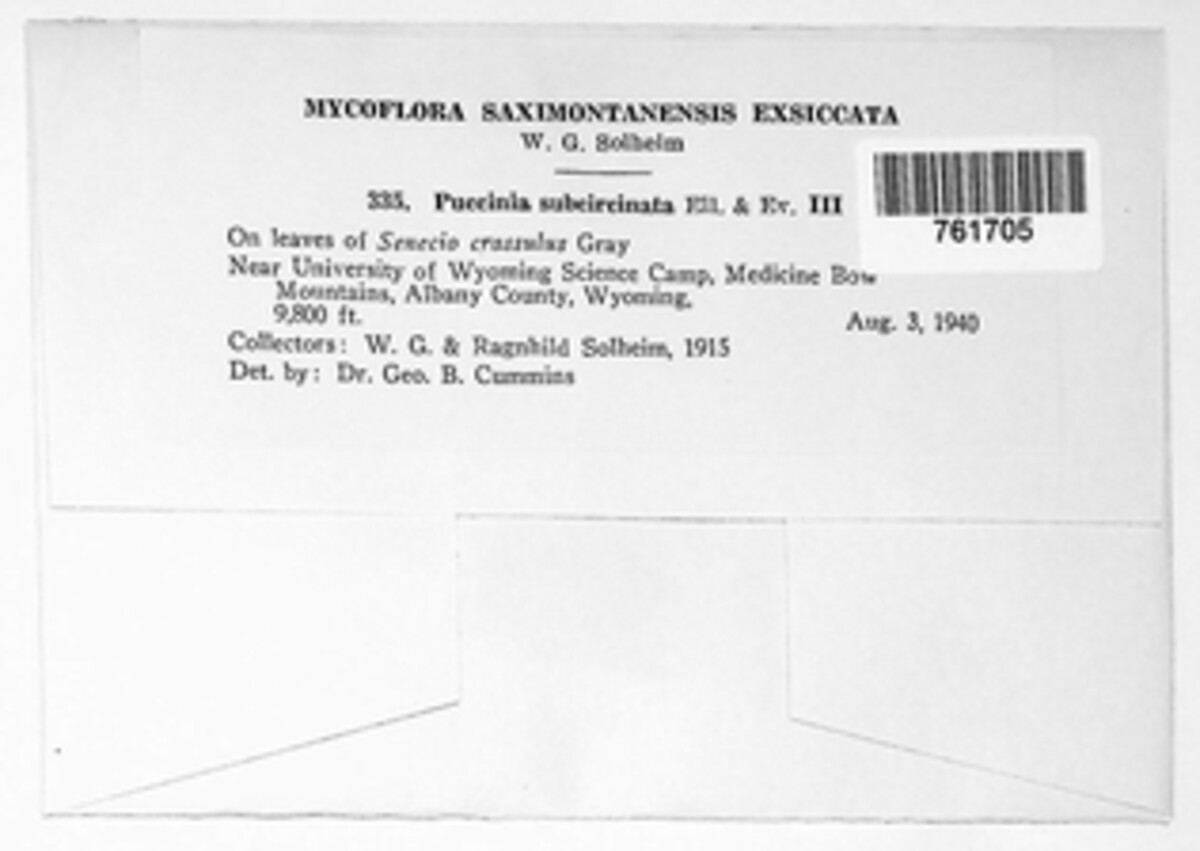 MYCOFLORA SAXIMONTANENSIS EXSICCATA
W. G. Solheim
335. Puccinia subcircinata Ell. & Ev. III
761705
On leaves of Senecio crassulus Gray
Near University of Wyoming Science Camp, Medicine Bow
Mountains, Albany County, Wyoming,
9,800 ft.
Aug. 3, 1940
Collectors: W. G. & Ragnhild Solheim, 1915
Det. by: Dr. Geo. B. Cummins